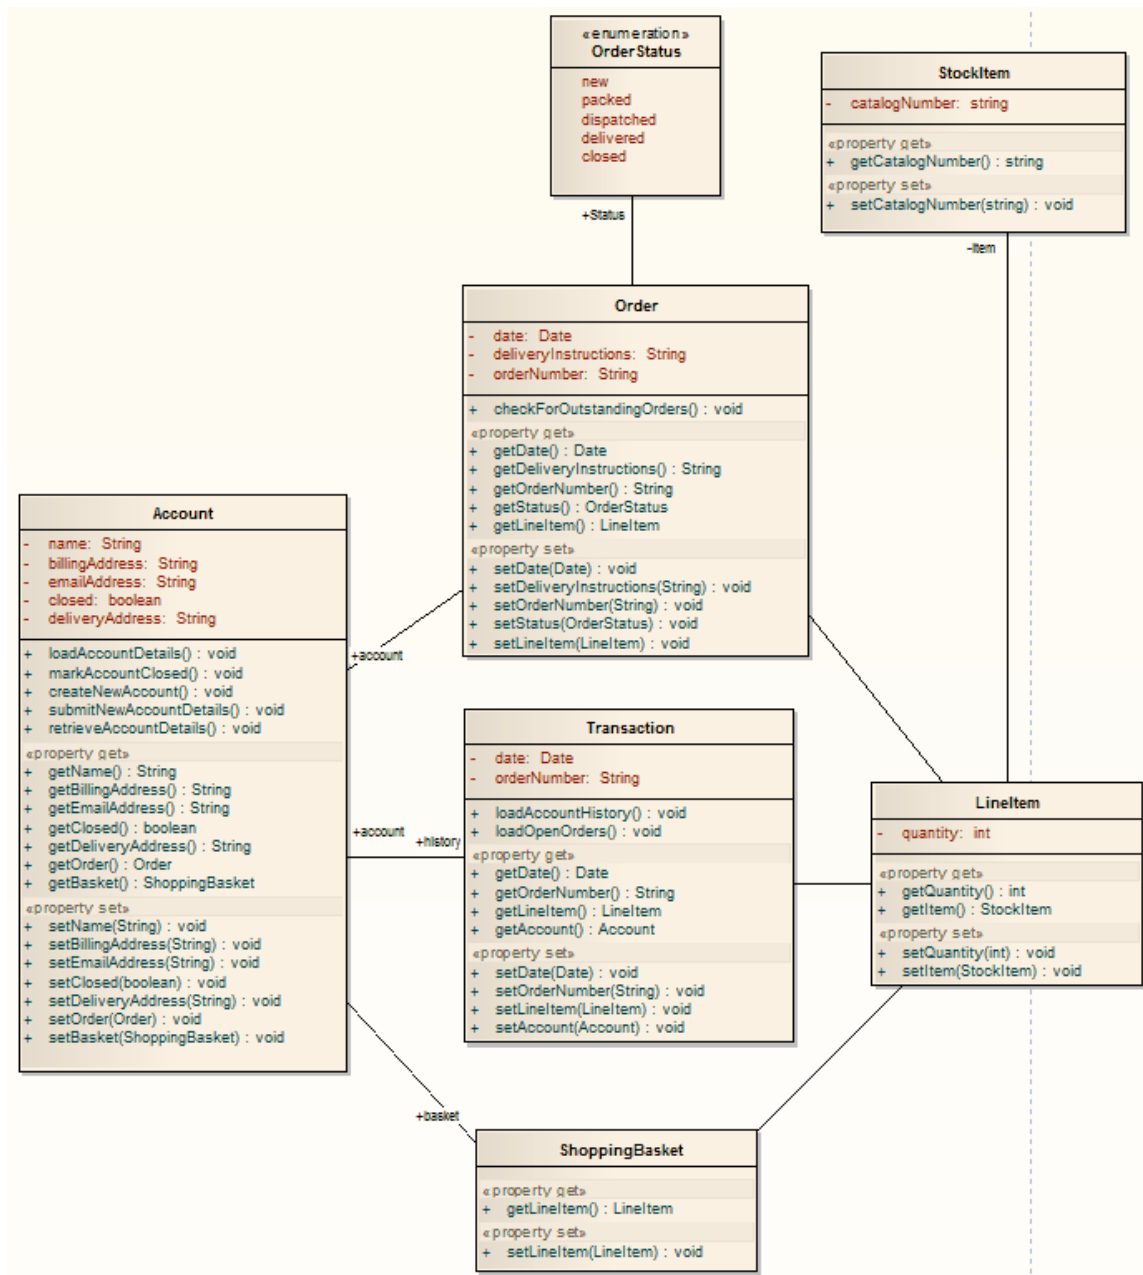 «enumeration»
OrderStatus
new
packed
dispatched
delivered
closed
+Status
StockItem
- catalogNumber: string
«property get»
+ getCatalogNumber() : string
«property set»
+ setCatalogNumber(string) : void
-Item
Order
- date: Date
- deliveryInstructions: String
- orderNumber: String
+ checkForOutstandingOrders() : void
«property get»
+ getDate() : Date
+ getDeliveryInstructions() : String
+ getOrderNumber() : String
+ getStatus() : OrderStatus
+ getLineItem() : LineItem
«property set»
+ setDate(Date) : void
+ setDeliveryInstructions(String) : void
+ setOrderNumber(String) : void
+ setStatus(OrderStatus) : void
+ setLineItem(LineItem) : void
Account
- name: String
- billingAddress: String
- emailAddress: String
- closed: boolean
- deliveryAddress: String
+ loadAccountDetails() : void
+ markAccountClosed() : void
+ createNewAccount() : void
+ submitNewAccountDetails() : void
+ retrieveAccountDetails() : void
«property get»
+ getName() : String
+ getBillingAddress() : String
+ getEmailAddress() : String
+ getClosed() : boolean
+ getDeliveryAddress() : String
+ getOrder() : Order
+ getBasket() : ShoppingBasket
«property set»
+ setName(String) : void
+ setBillingAddress(String) : void
+ setEmailAddress(String) : void
+ setClosed(boolean) : void
+ setDeliveryAddress(String) : void
+ setOrder(Order) : void
+ setBasket(ShoppingBasket) : void
+account
+account
+history
+basket
Transaction
- date: Date
- orderNumber: String
+ loadAccountHistory() : void
+ loadOpenOrders() : void
«property get»
+ getDate() : Date
+ getOrderNumber() : String
+ getLineItem() : LineItem
+ getAccount() : Account
«property set»
+ setDate(Date) : void
+ setOrderNumber(String) : void
+ setLineItem(LineItem) : void
+ setAccount(Account) : void
LineItem
- quantity: int
«property get»
+ getQuantity() : int
+ getItem() : StockItem
«property set»
+ setQuantity(int) : void
+ setItem(StockItem) : void
ShoppingBasket
«property get»
+ getLineItem() : LineItem
«property set»
+ setLineItem(LineItem) : void